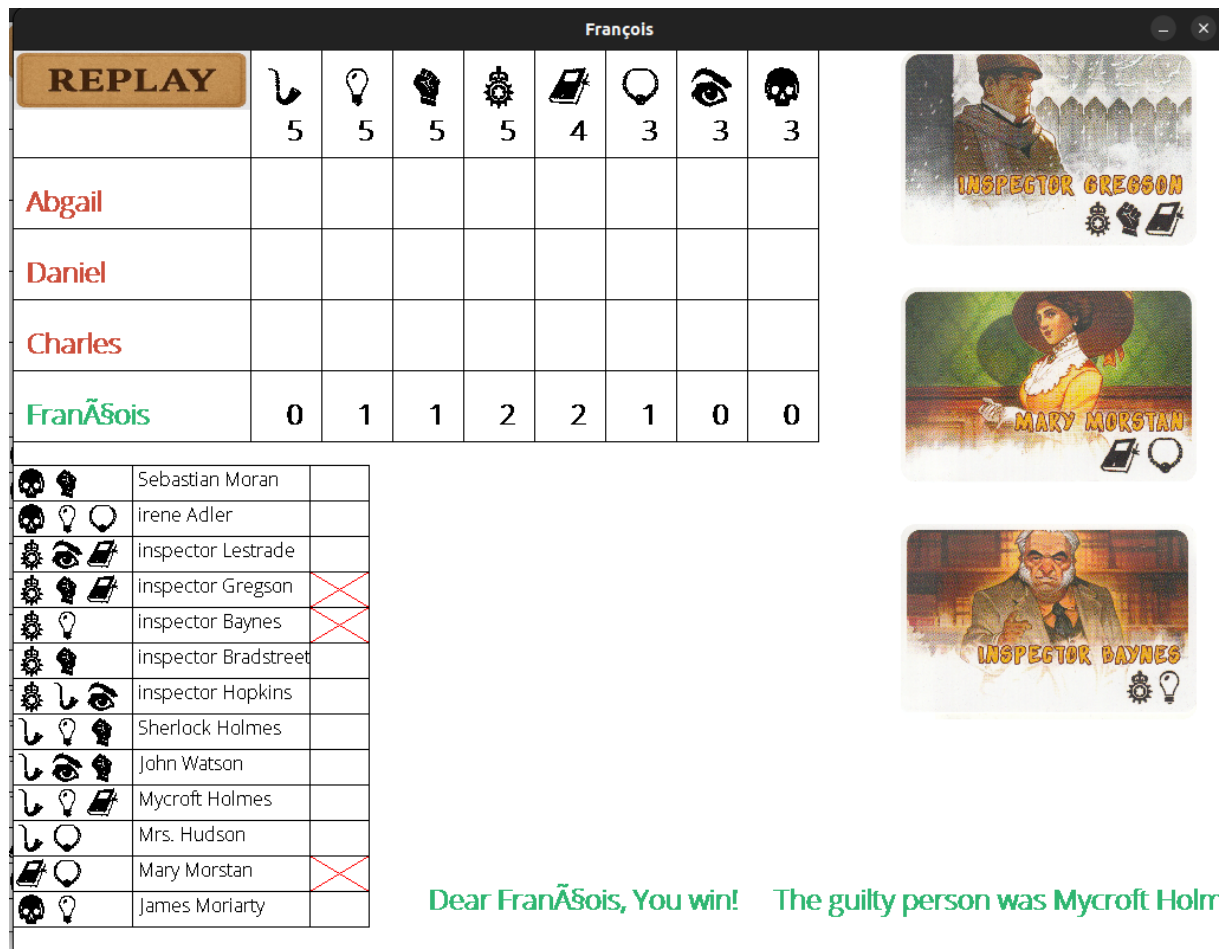 François
REPLAY
5 5 5 5 4 3 3 3
Abgail
Daniel
Charles
FranÃ§ois 0 1 1 2 2 1 0 0
INSPECTOR GREGSON
MARY MORSTAN
INSPECTOR BAYNES
Sebastian Moran
irene Adler
inspector Lestrade
inspector Gregson
inspector Baynes
inspector Bradstreet
inspector Hopkins
Sherlock Holmes
John Watson
Mycroft Holmes
Mrs. Hudson
Mary Morstan
James Moriarty
Dear FranÃ§ois, You win! The guilty person was Mycroft Holm